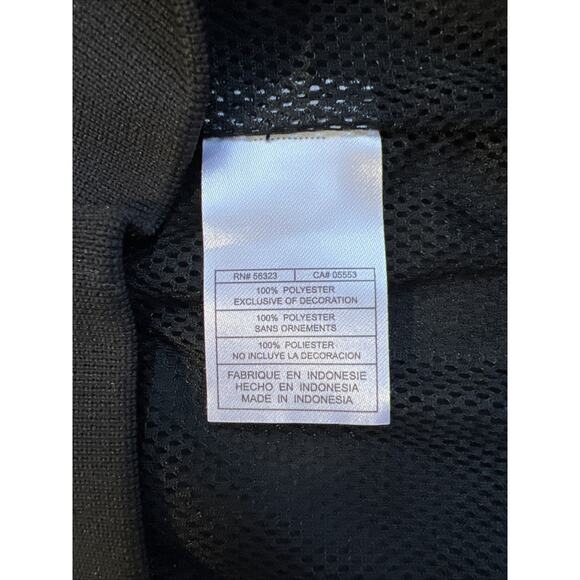 RN# 56323 CA# 05553
100% POLYESTER
EXCLUSIVE OF DECORATION
100% POLYESTER
SANS ORNEMENTS
100% POLIESTER
NO INCLUYE LA DECORACION
FABRIQUE EN INDONESIE
HECHO EN INDONESIA
MADE IN INDONESIA